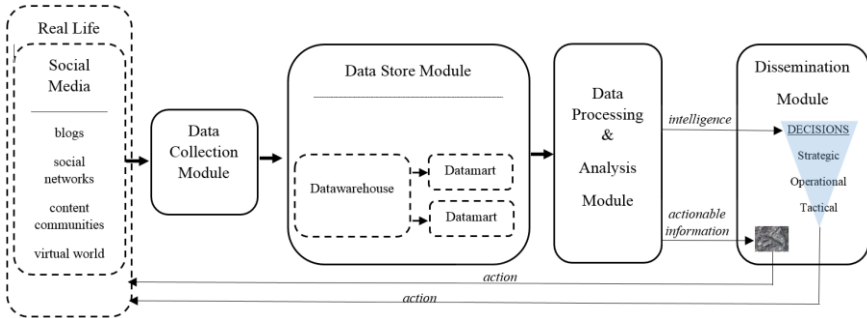 Real Life
Social
Media
blogs
social
networks
content
communities
virtual world
Data
Collection
Module
Data Store Module
Datawarehouse
Datamart
Datamart
Data
Processing
&
Analysis
Module
intelligence
actionable
information
Dissemination
Module
DECISIONS
Strategic
Operational
Tactical
action
action